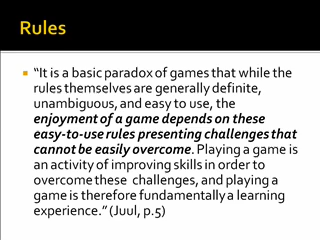 Rules
“It is a basic paradox of games that while the
rules themselves are generally definite,
unambiguous, and easy to use, the
enjoyment of a game depends on these
easy-to-use rules presenting challenges that
cannot be easily overcome. Playing a game is
an activity of improving skills in order to
overcome these challenges, and playing a
game is therefore fundamentally a learning
experience.” (Juul, p.5)